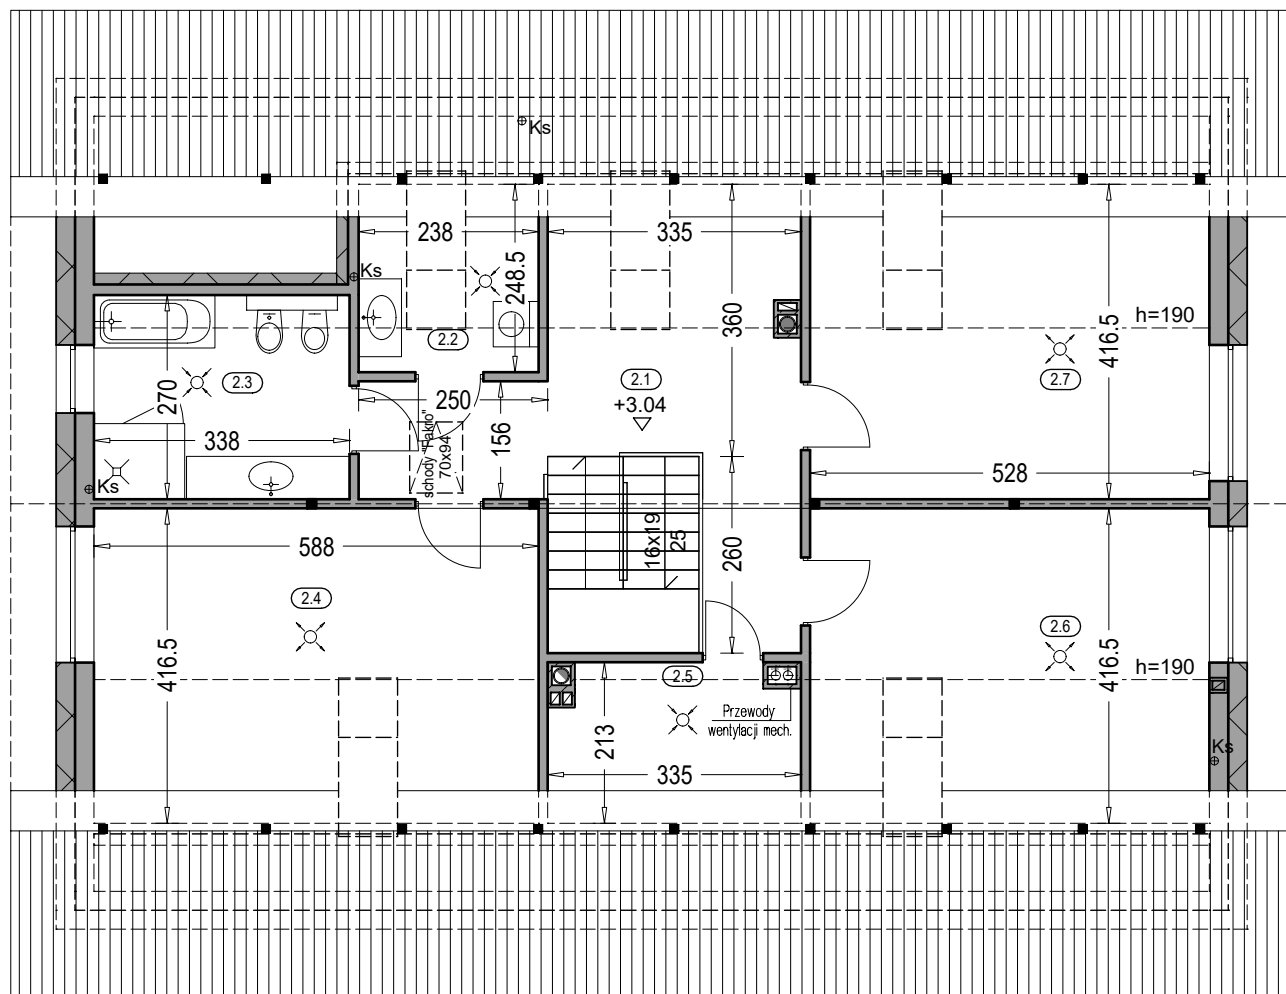 Ks
238
248.5
335
360
416.5
h=190
Ks
2.2
2.3
270
338
Ks
250
156
schody "Fakro"
70x94
2.1
+3.04
2.7
528
588
2.4
416.5
16x19
25
260
2.5
Przewody
wentylacji mech.
213
335
2.6
416.5
h=190
Ks